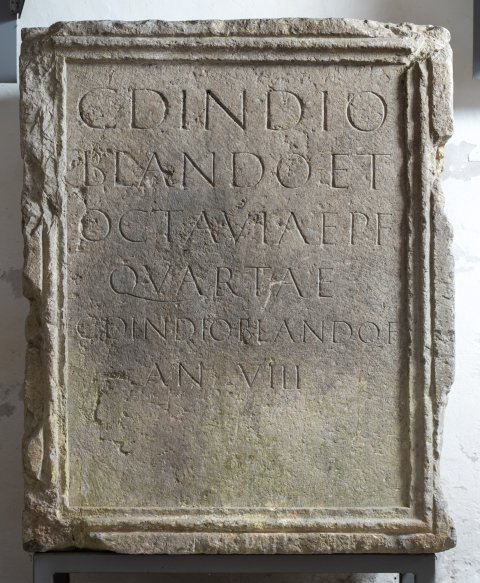 C DINDIO
BLANDO ET
OCTAVIAE P F
QVARTAE
C DINDIO BLANDO F
AN VIII